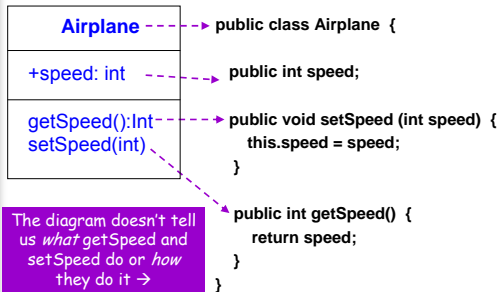 Airplane
+speed: int
getSpeed():Int
setSpeed(int)
The diagram doesn't tell
us what getSpeed and
setSpeed do or how
they do it →
public class Airplane {
public int speed;
public void setSpeed (int speed) {
this.speed = speed;
}
public int getSpeed() {
return speed;
}
}